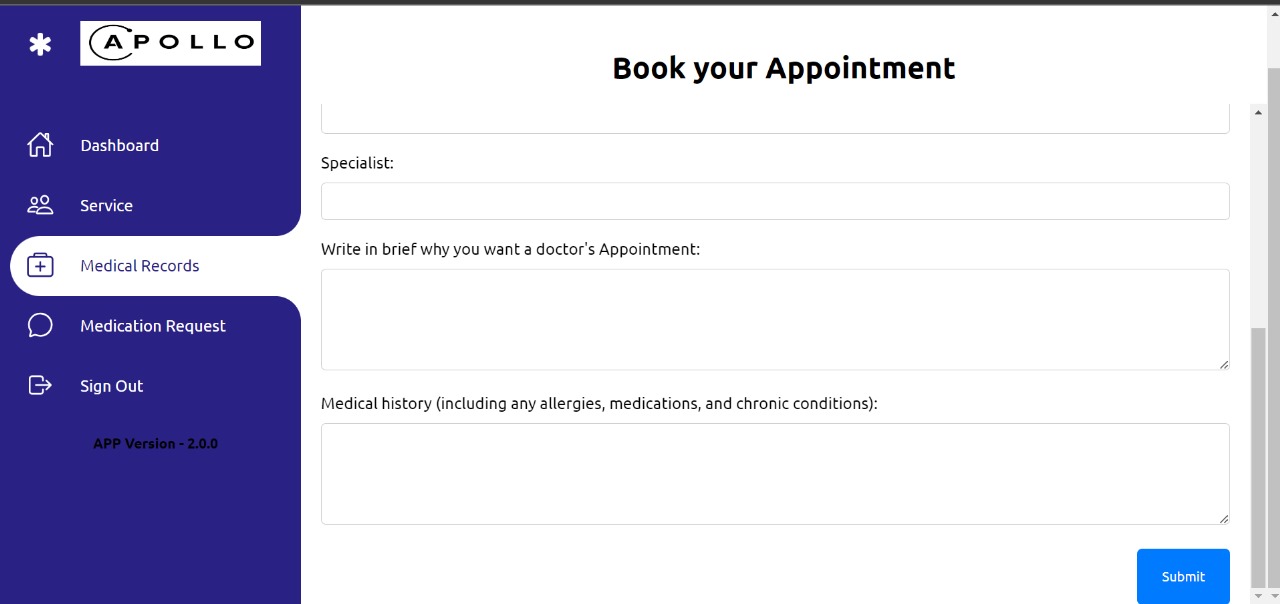 APOLLO
Book your Appointment
Dashboard
Specialist:
Service
Write in brief why you want a doctor's Appointment:
Medical Records
Medication Request
Sign Out
Medical history (including any allergies, medications, and chronic conditions):
APP Version - 2.0.0
Submit